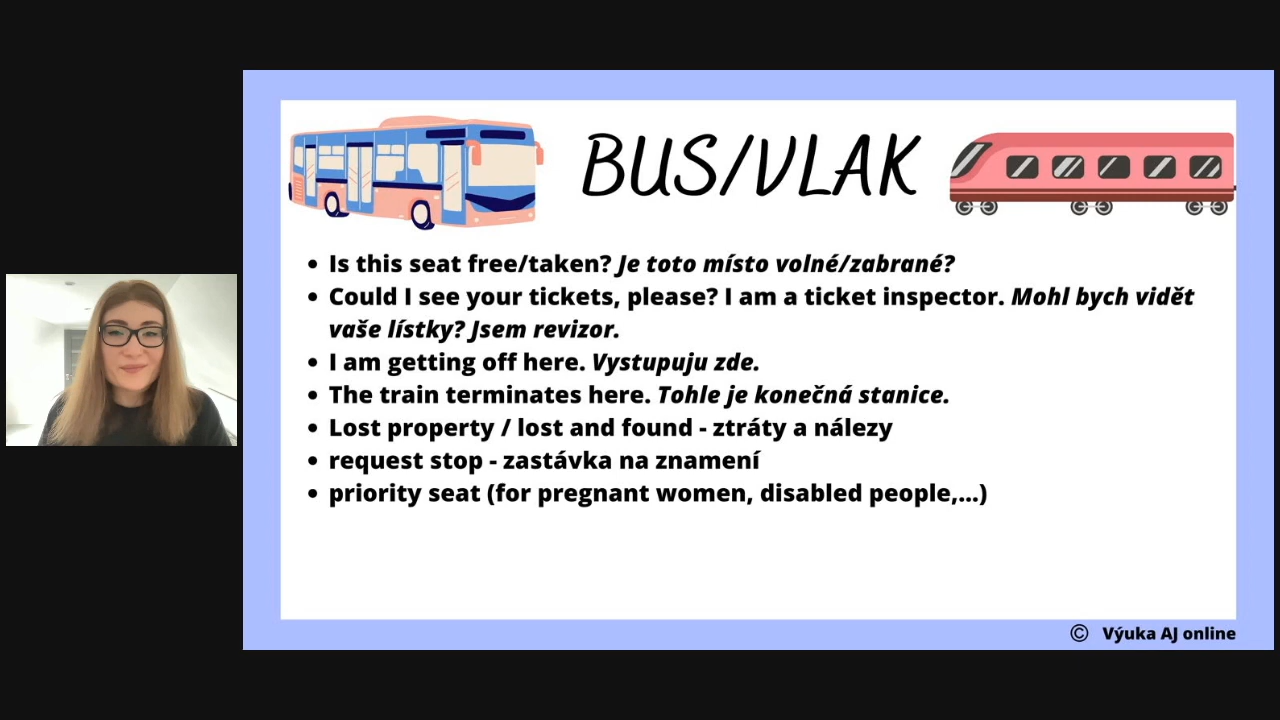 BUS/VLAK
• Is this seat free/taken? Je toto místo volné/zabrané?
• Could I see your tickets, please? I am a ticket inspector. Mohl bych vidět
vaše lístky? Jsem revizor.
• I am getting off here. Vystupuju zde.
• The train terminates here. Tohle je konečná stanice.
• Lost property / lost and found - ztráty a nálezy
• request stop - zastávka na znamení
• priority seat (for pregnant women, disabled people,...)
© Výuka AJ online